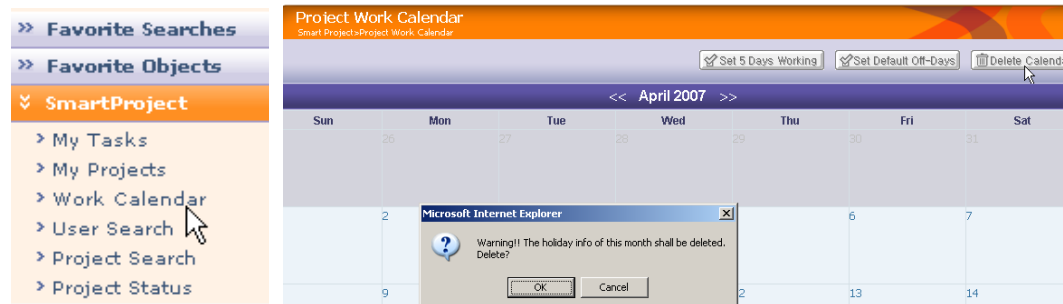 Favorite Searches
Favorite Objects
SmartProject
My Tasks
My Projects
Work Calendar
User Search
Project Search
Project Status
Project Work Calendar
Smart Project>Project Work Calendar
Set 5 Days Working Set Default Off-Days Delete Calend
<< April 2007 >>
Sun Mon Tue Wed Thu Fri Sat
26 27 28 29 30 31
2 6 7
Microsoft Internet Explorer
Warning!! The holiday info of this month shall be deleted.
Delete?
OK Cancel
9 2 13 14